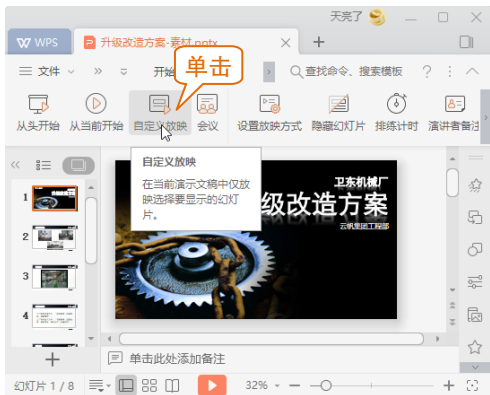 天亮了
WPS
升级改造方案-素材.pptx
文件
开始
单击
查找命令、搜索模板
从头开始
从当前开始
自定义放映
会议
设置放映方式
隐藏幻灯片
排练计时
演讲者备注
自定义放映
在当前演示文稿中仅放
映选择要显示的幻灯
片。
卫东机械厂
级改造方案
云帆集团工程部
1
2
3
4
单击此处添加备注
幻灯片 1 / 8
32%